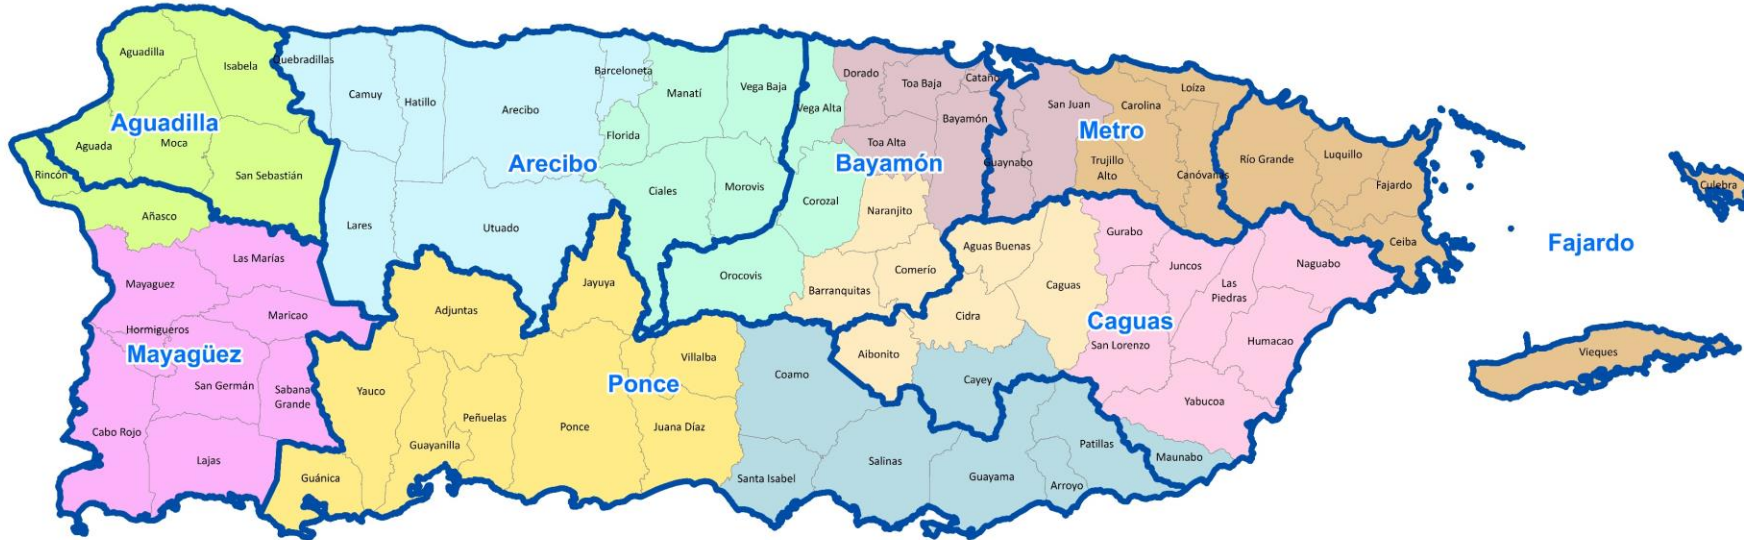 Aguadilla
Isabela
Quebradillas
Camuy
Hatillo
Arecibo
Barceloneta
Manatí
Vega Baja
Vega Alta
Dorado
Toa Baja
Cataño
San Juan
Carolina
Loíza
Aguadilla
Aguada
Moca
San Sebastián
Rincón
Añasco
Arecibo
Florida
Ciales
Morovis
Lares
Utuado
Bayamón
Toa Alta
Bayamón
Guaynabo
Corozal
Naranjito
Metro
Trujillo
Alto
Canóvanas
Río Grande
Luquillo
Fajardo
Ceiba
Culebra
Fajardo
Vieques
Las Marías
Mayaguez
Maricao
Hormigueros
Mayagüez
San Germán
Sabana
Grande
Cabo Rojo
Lajas
Adjuntas
Jayuya
Orocovis
Barranquitas
Comerío
Aguas Buenas
Gurabo
Juncos
Naguabo
Las
Piedras
Caguas
Cidra
Caguas
San Lorenzo
Humacao
Aibonito
Cayey
Yabucoa
Ponce
Villalba
Coamo
Yauco
Peñuelas
Guayanilla
Ponce
Juana Díaz
Guánica
Santa Isabel
Salinas
Guayama
Arroyo
Patillas
Maunabo